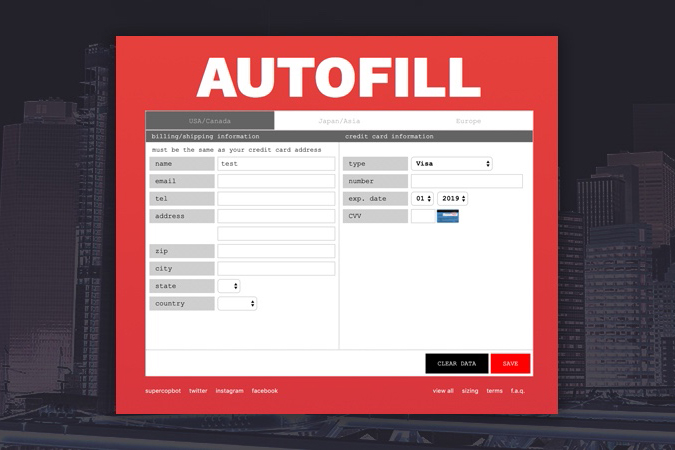 AUTOFILL
USA/Canada Japan/Asia Europe
billing/shipping information
must be the same as your credit card address
name test
email
tel
address
zip
city
state
country
credit card information
type Visa
number
exp. date 01 2019
CVV
CLEAR DATA SAVE
supercopbot twitter instagram facebook view all sizing terms f.a.q.